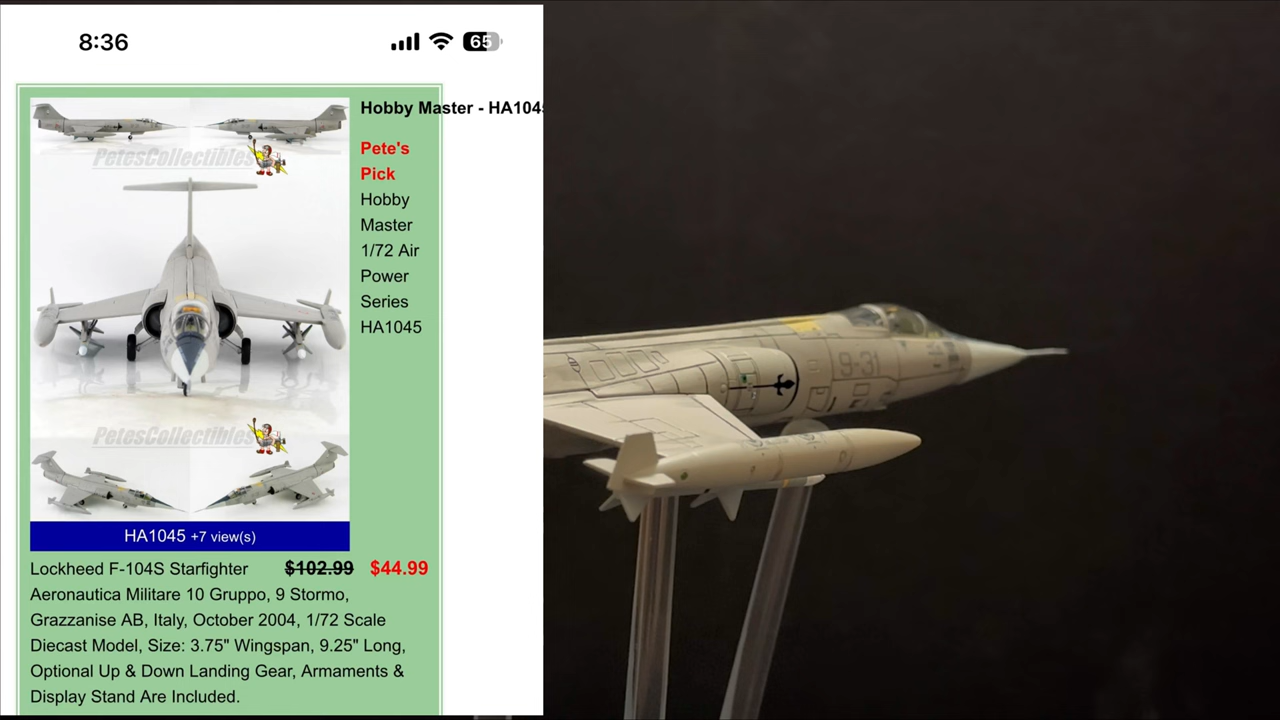 8:36
65
Hobby Master - HA1045
Pete's
Pick
Hobby
Master
1/72 Air
Power
Series
HA1045
PetesCollectibles
PetesCollectibles
HA1045 +7 view(s)
Lockheed F-104S Starfighter $102.99 $44.99
Aeronautica Militare 10 Gruppo, 9 Stormo,
Grazzanise AB, Italy, October 2004, 1/72 Scale
Diecast Model, Size: 3.75" Wingspan, 9.25" Long,
Optional Up & Down Landing Gear, Armaments &
Display Stand Are Included.
9-31